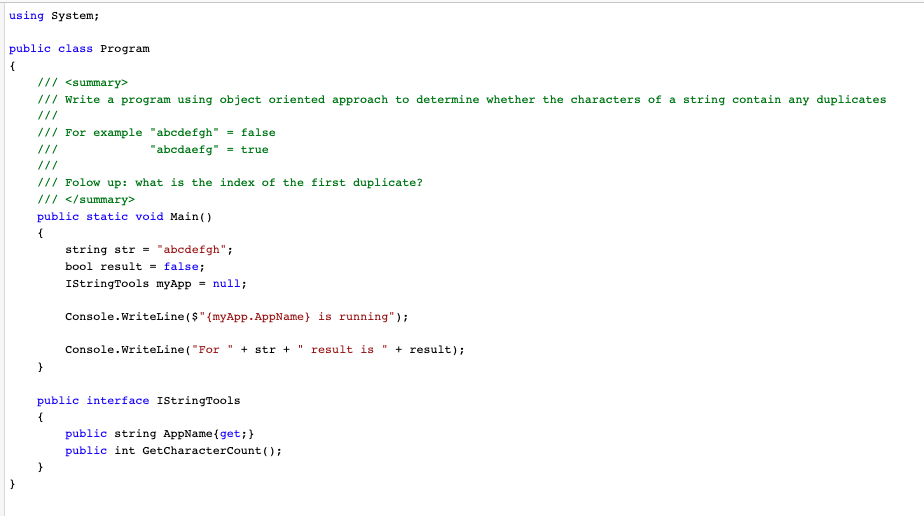 using System;
public class Program
{
/// <summary>
/// Write a program using object oriented approach to determine whether the characters of a string contain any duplicates
///
/// For example "abcdefgh" = false
///             "abcdaefg" = true
///
/// Folow up: what is the index of the first duplicate?
/// </summary>
public static void Main()
{
string str = "abcdefgh";
bool result = false;
IStringTools myApp = null;
Console.WriteLine($"{myApp.AppName} is running");
Console.WriteLine("For " + str + " result is " + result);
}
public interface IStringTools
{
public string AppName{get;}
public int GetCharacterCount();
}
}